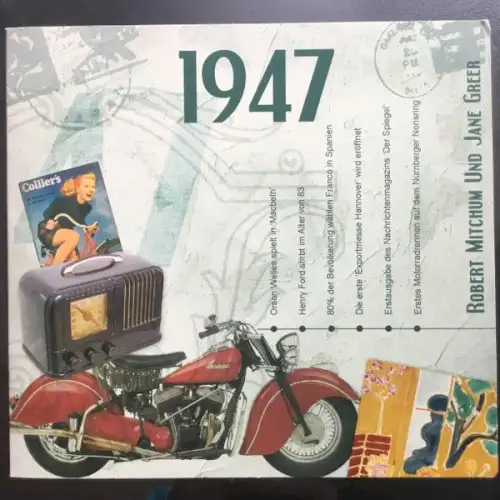 1947
Collier's
Orson Welles spielt in 'Macbeth'
Henry Ford stirbt im Alter von 83
80% der Bevölkerung wählen Franco in Spanien
Die erste 'Exportmesse Hannover' wird eröffnet
Erstausgabe des Nachrichtenmagazins 'Der Spiegel'
Erstes Motorradrennen auf dem Nürnberger Norisring
ROBERT MITCHUM UND JANE GREER
Indian